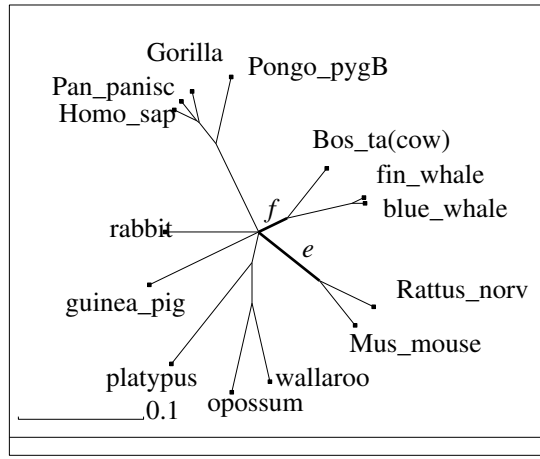 Gorilla
Pongo_pygB
Pan_panisc
Homo_sap
Bos_ta(cow)
fin_whale
f
blue_whale
rabbit
e
Rattus_norv
guinea_pig
Mus_mouse
platypus
wallaroo
opossum
0.1